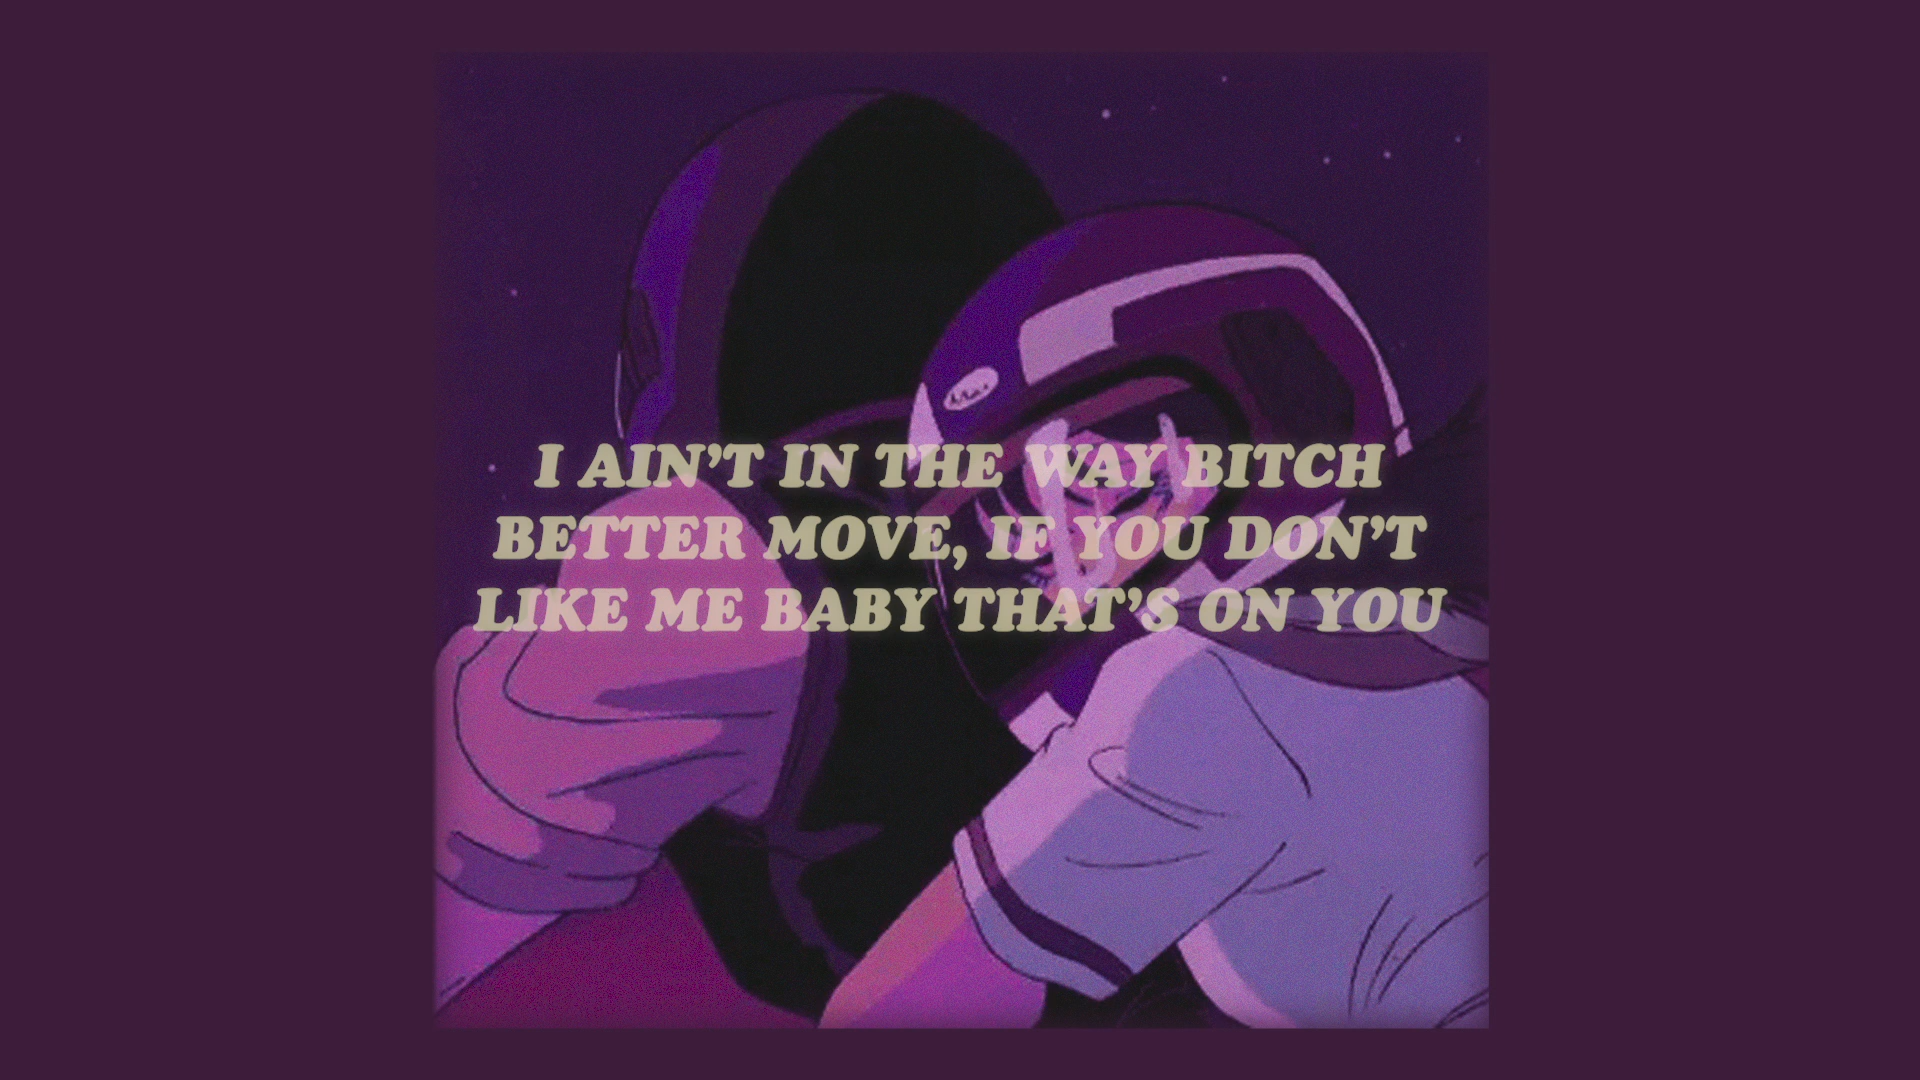 I AIN’T IN THE WAY BITCH
BETTER MOVE, IF YOU DON’T
LIKE ME BABY THAT’S ON YOU